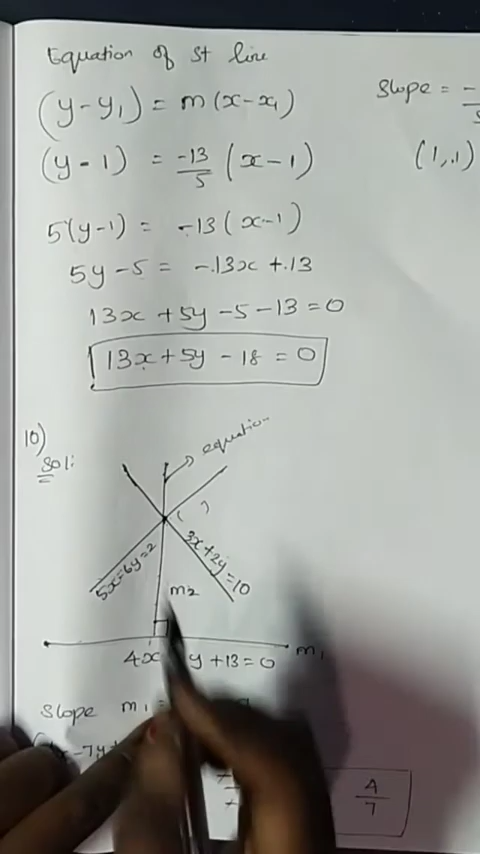 Equation of St line
(y-y₁) = m(x-x₁)
Slope = -
(y-1) = -13/5 (x-1)
(1,1)
5(y-1) = -13(x-1)
5y-5 = -13x+13
13x+5y-5-13=0
13x+5y-18=0
10)
Sol:
equation
5x-6y=2
3x+2y=10
m₂
m₁
4x y+13=0
Slope m₁ =
x-7y+
4/7